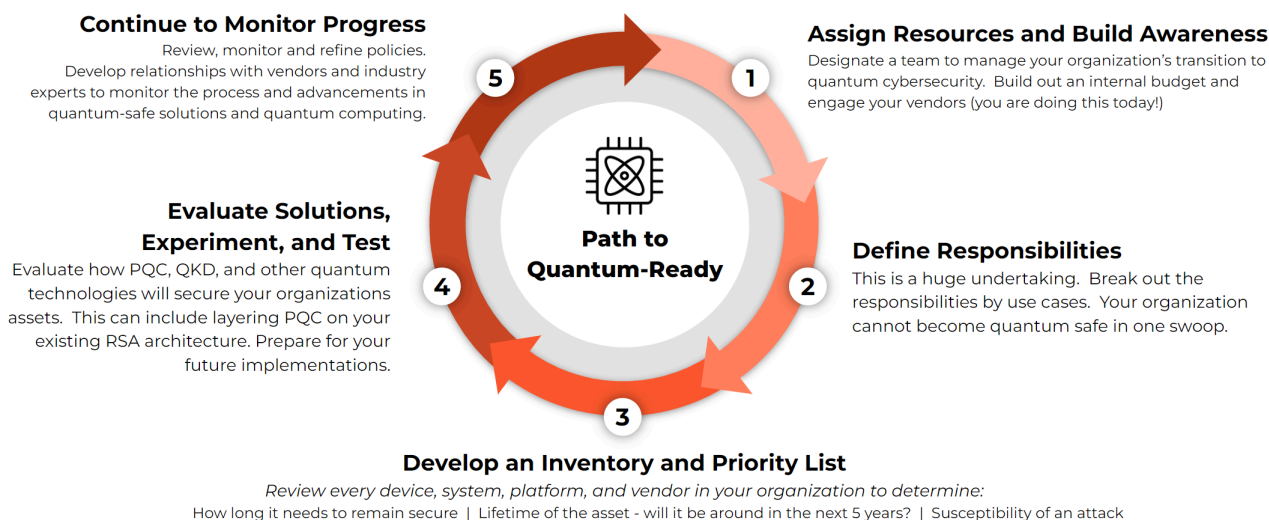 Path to
Quantum-Ready
1
Assign Resources and Build Awareness
Designate a team to manage your organization’s transition to
quantum cybersecurity.  Build out an internal budget and
engage your vendors (you are doing this today!)
2
Define Responsibilities
This is a huge undertaking.  Break out the
responsibilities by use cases.  Your organization
cannot become quantum safe in one swoop.
3
Develop an Inventory and Priority List
Review every device, system, platform, and vendor in your organization to determine:
How long it needs to remain secure  |  Lifetime of the asset - will it be around in the next 5 years?  |  Susceptibility of an attack
4
Evaluate Solutions,
Experiment, and Test
Evaluate how PQC, QKD, and other quantum
technologies will secure your organizations
assets.  This can include layering PQC on your
existing RSA architecture. Prepare for your
future implementations.
5
Continue to Monitor Progress
Review, monitor and refine policies.
Develop relationships with vendors and industry
experts to monitor the process and advancements in
quantum-safe solutions and quantum computing.